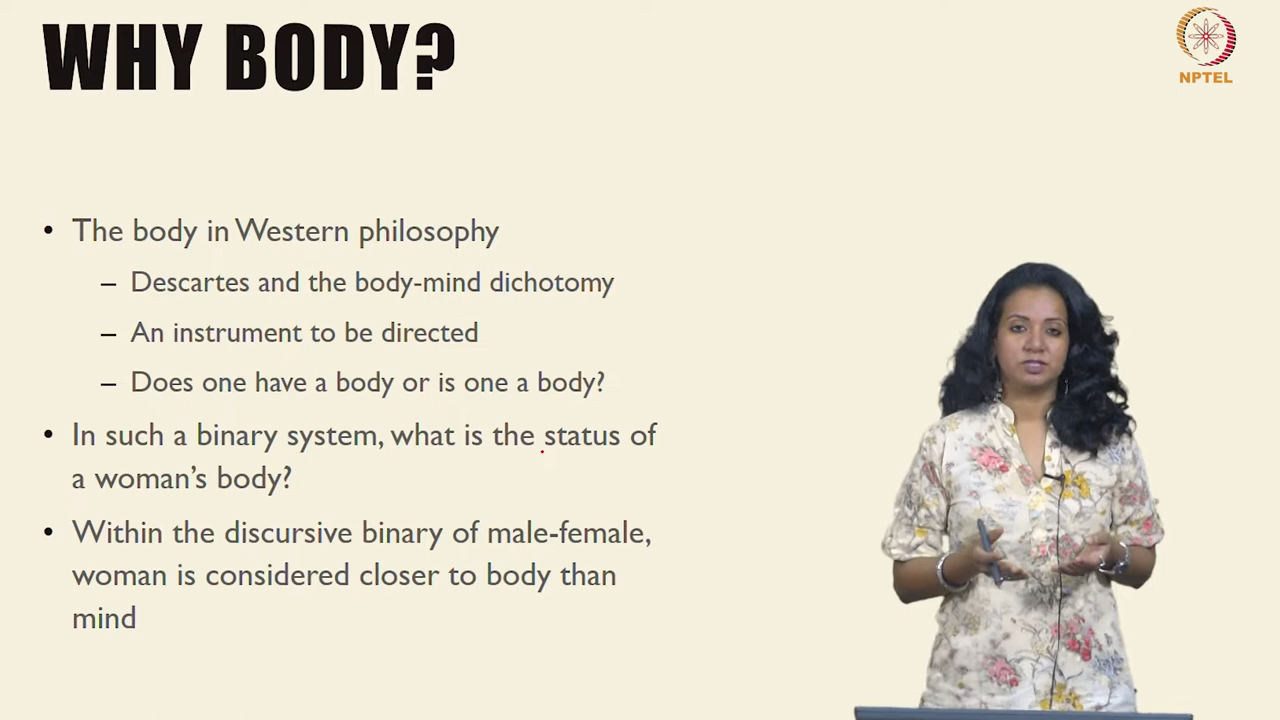 WHY BODY?
NPTEL
• The body in Western philosophy
– Descartes and the body-mind dichotomy
– An instrument to be directed
– Does one have a body or is one a body?
• In such a binary system, what is the status of
a woman's body?
• Within the discursive binary of male-female,
woman is considered closer to body than
mind